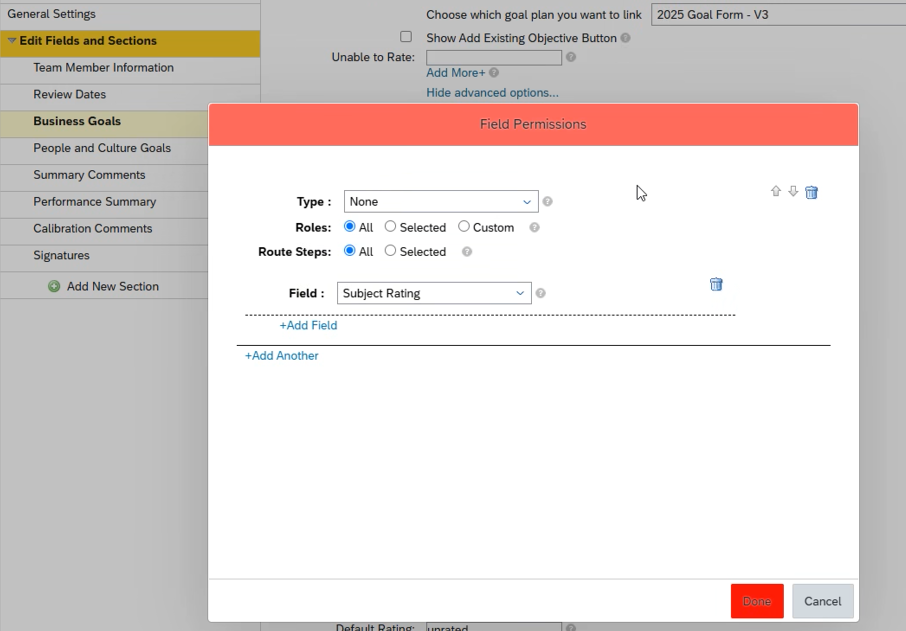 General Settings
Edit Fields and Sections
Team Member Information
Review Dates
Business Goals
People and Culture Goals
Summary Comments
Performance Summary
Calibration Comments
Signatures
Add New Section
Choose which goal plan you want to link 2025 Goal Form - V3
Show Add Existing Objective Button ?
Unable to Rate: ?
Add More+ ?
Hide advanced options...
Field Permissions
Type : None ?
Roles: All Selected Custom ?
Route Steps: All Selected ?
Field : Subject Rating ?
+Add Field
+Add Another
Done Cancel
Default Rating: unrated ?